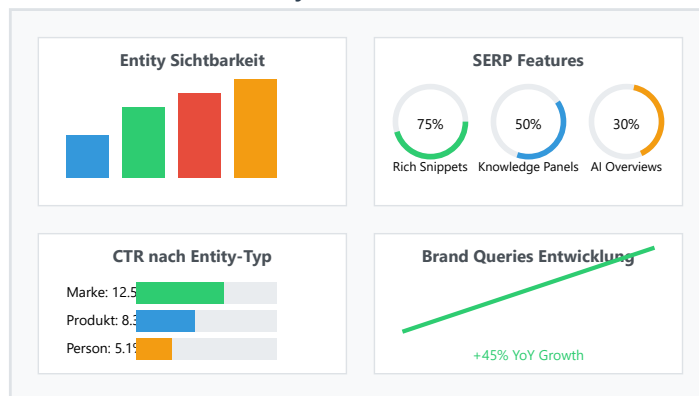 Entity Sichtbarkeit
SERP Features
75%
50%
30%
Rich Snippets
Knowledge Panels
AI Overviews
CTR nach Entity-Typ
Marke: 12.5
Produkt: 8.3
Person: 5.1%
Brand Queries Entwicklung
+45% YoY Growth